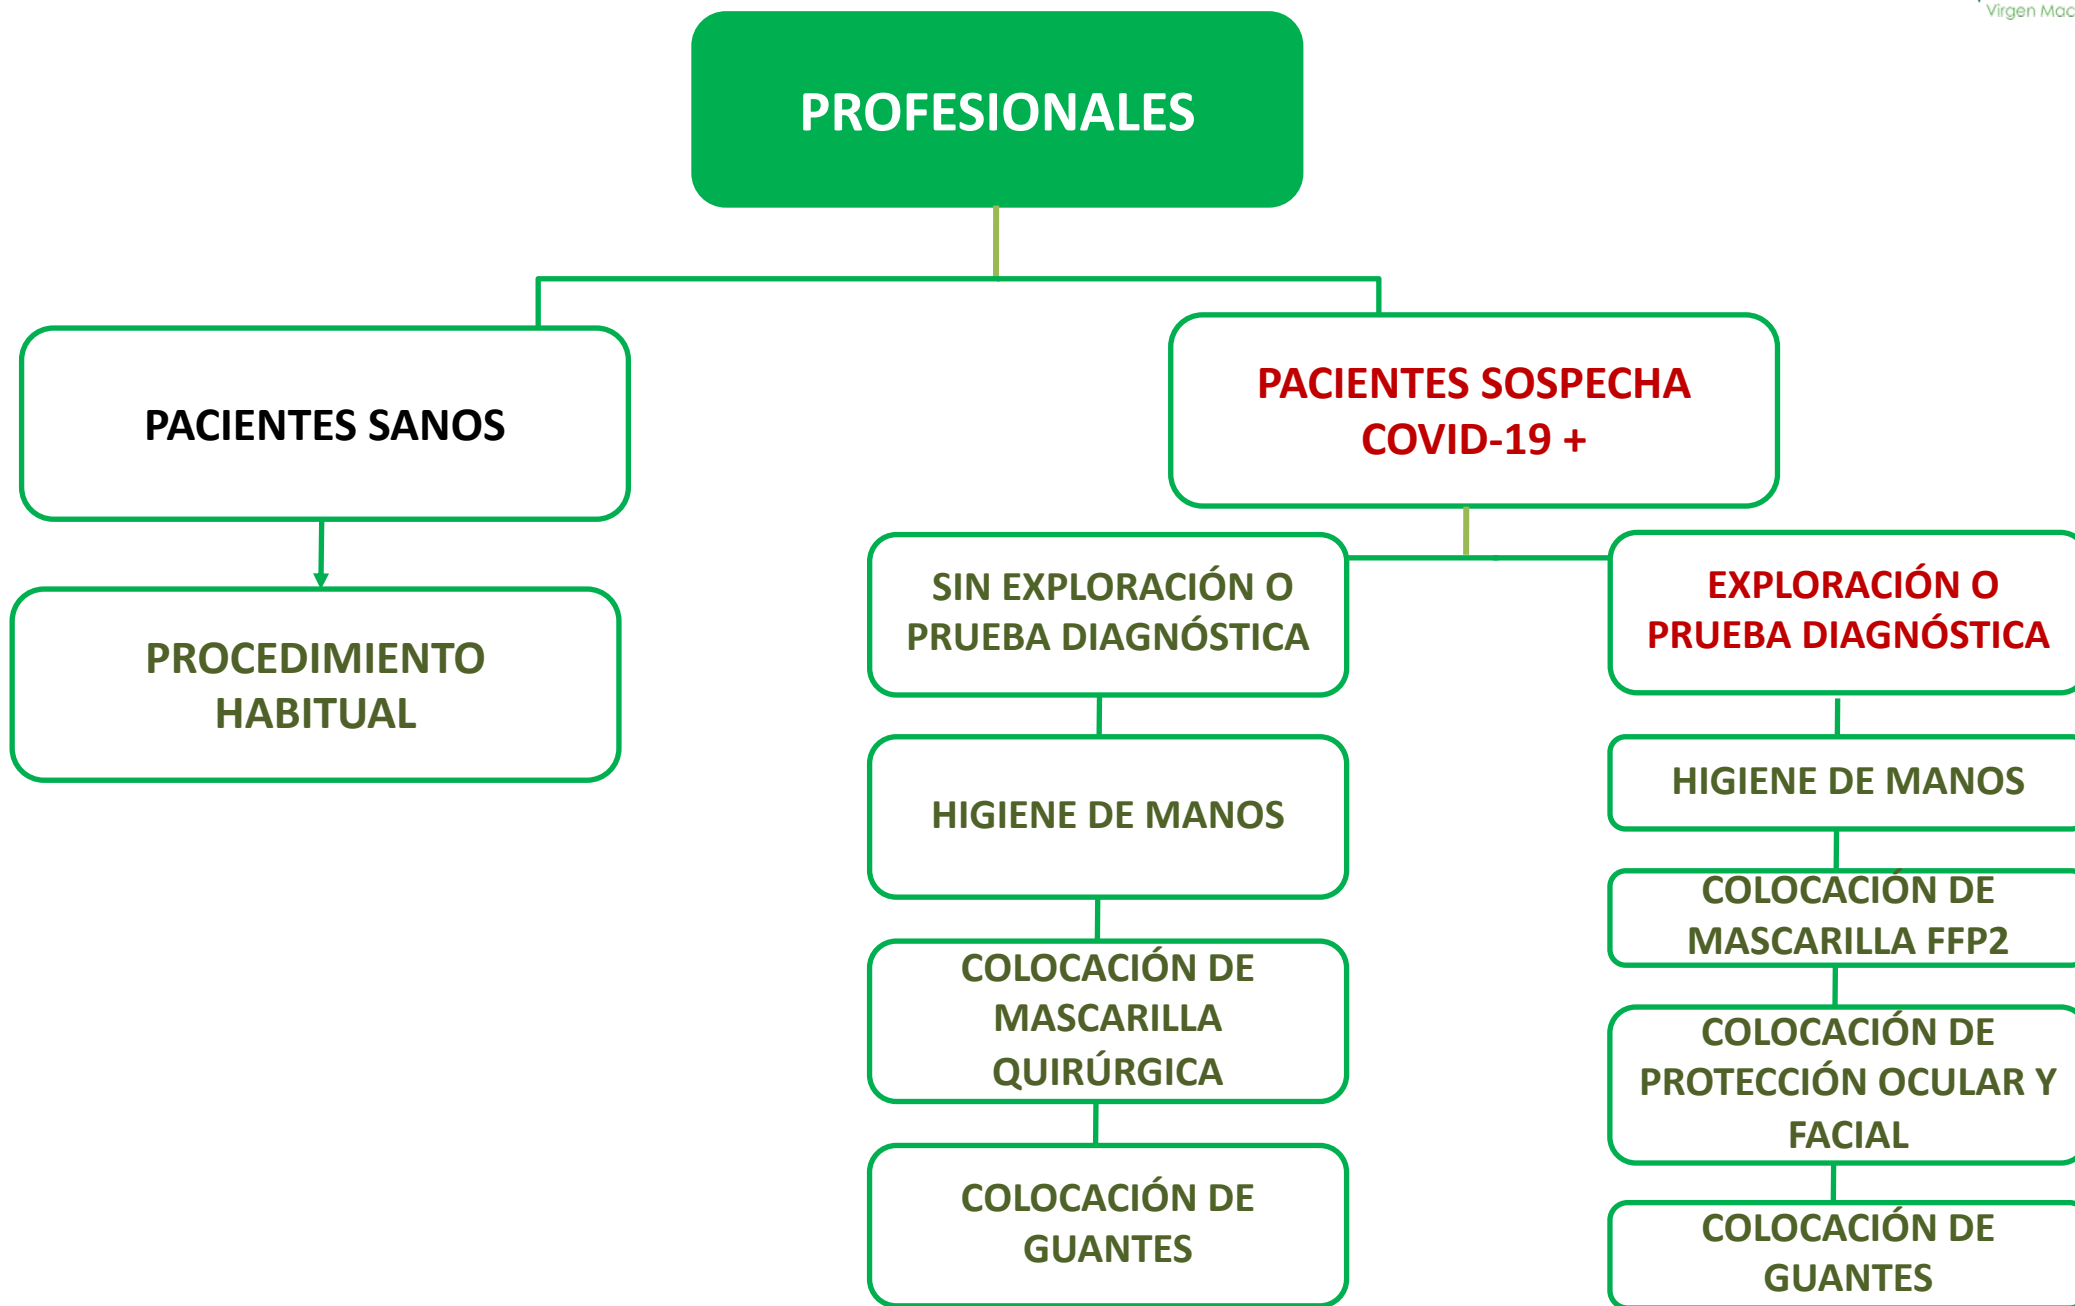 Virgen Mac
PROFESIONALES
PACIENTES SANOS
PROCEDIMIENTO
HABITUAL
PACIENTES SOSPECHA
COVID-19 +
SIN EXPLORACIÓN O
PRUEBA DIAGNÓSTICA
HIGIENE DE MANOS
COLOCACIÓN DE
MASCARILLA
QUIRÚRGICA
COLOCACIÓN DE
GUANTES
EXPLORACIÓN O
PRUEBA DIAGNÓSTICA
HIGIENE DE MANOS
COLOCACIÓN DE
MASCARILLA FFP2
COLOCACIÓN DE
PROTECCIÓN OCULAR Y
FACIAL
COLOCACIÓN DE
GUANTES